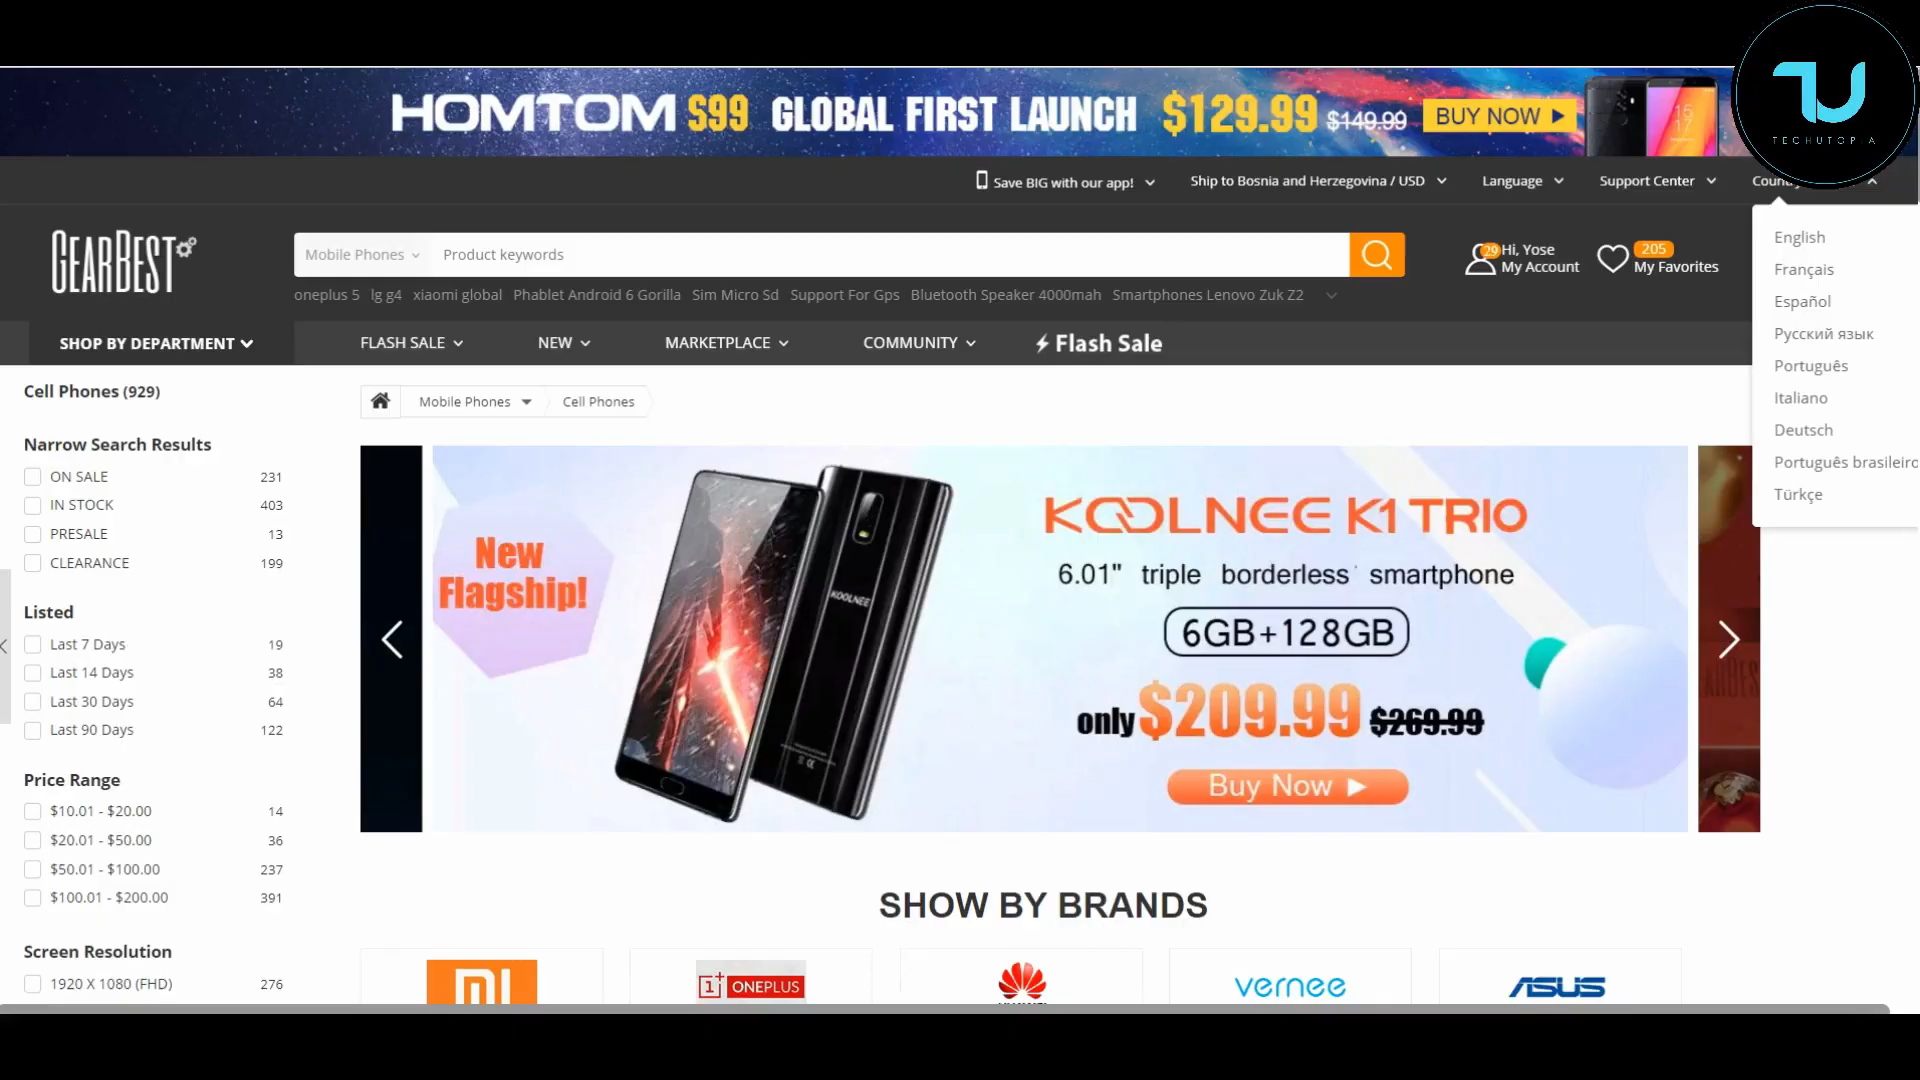 HOMTOM S99 GLOBAL FIRST LAUNCH $129.99 $149.99 BUY NOW
TECHUTOPIA
Save BIG with our app! Ship to Bosnia and Herzegovina / USD Language Support Center
GEARBEST
Mobile Phones Product keywords
29 Hi, Yose
My Account
205
My Favorites
oneplus 5 lg g4 xiaomi global Phablet Android 6 Gorilla Sim Micro Sd Support For Gps Bluetooth Speaker 4000mah Smartphones Lenovo Zuk Z2
SHOP BY DEPARTMENT FLASH SALE NEW MARKETPLACE COMMUNITY Flash Sale
English
Français
Español
Русский язык
Português
Italiano
Deutsch
Português brasileiro
Türkçe
Cell Phones (929)
Narrow Search Results
ON SALE 231
IN STOCK 403
PRESALE 13
CLEARANCE 199
Listed
Last 7 Days 19
Last 14 Days 38
Last 30 Days 64
Last 90 Days 122
Price Range
$10.01 - $20.00 14
$20.01 - $50.00 36
$50.01 - $100.00 237
$100.01 - $200.00 391
Screen Resolution
1920 X 1080 (FHD) 276
Mobile Phones Cell Phones
New
Flagship!
KOOLNEE
KOOLNEE K1 TRIO
6.01" triple borderless smartphone
6GB+128GB
only $209.99 $269.99
Buy Now
SHOW BY BRANDS
MI
1+ ONEPLUS
vernee
ASUS